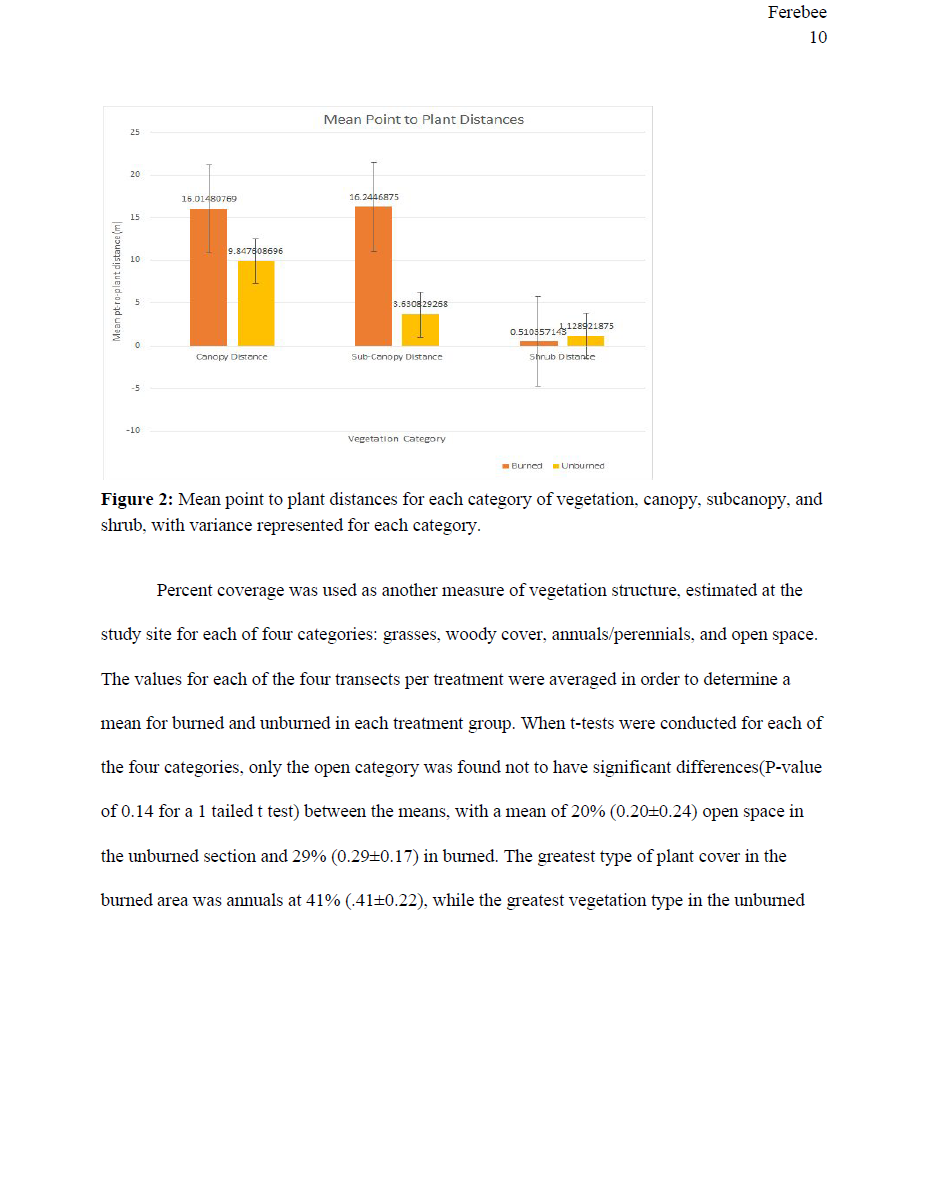 Ferebee
10
Mean Point to Plant Distances
25
20
15
10
5
0
-5
-10
Mean pt-to-plant distance (m)
16.01480769
9.847608696
16.2446875
3.630829268
0.510357143
1.128921875
Canopy Distance
Sub-Canopy Distance
Shrub Distance
Vegetation Category
Burned
Unburned
Figure 2: Mean point to plant distances for each category of vegetation, canopy, subcanopy, and
shrub, with variance represented for each category.
Percent coverage was used as another measure of vegetation structure, estimated at the
study site for each of four categories: grasses, woody cover, annuals/perennials, and open space.
The values for each of the four transects per treatment were averaged in order to determine a
mean for burned and unburned in each treatment group. When t-tests were conducted for each of
the four categories, only the open category was found not to have significant differences(P-value
of 0.14 for a 1 tailed t test) between the means, with a mean of 20% (0.20±0.24) open space in
the unburned section and 29% (0.29±0.17) in burned. The greatest type of plant cover in the
burned area was annuals at 41% (.41±0.22), while the greatest vegetation type in the unburned